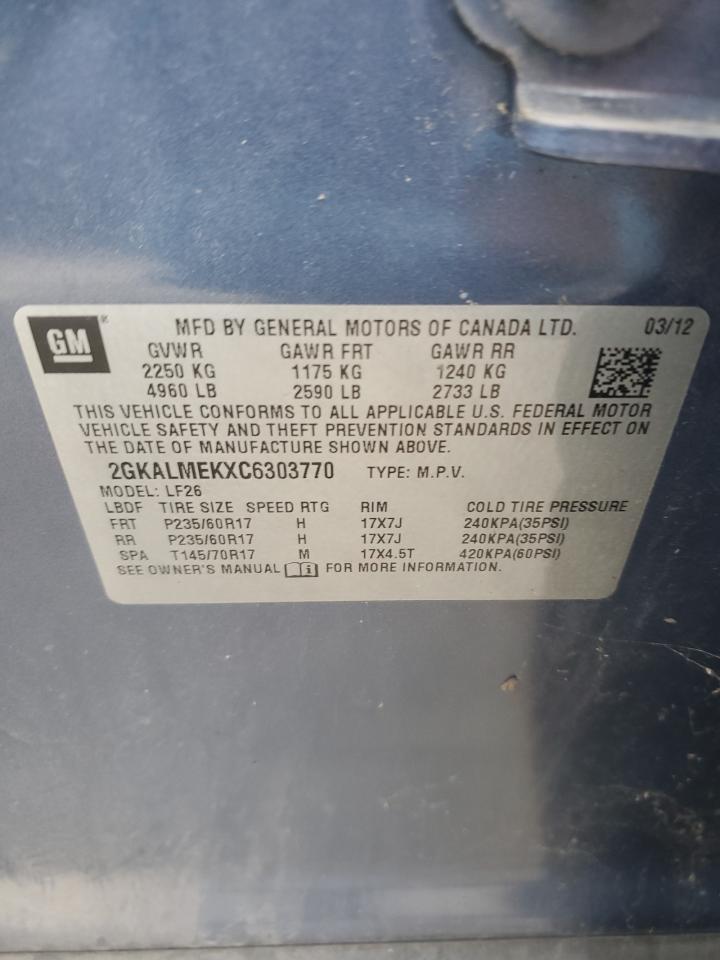 GM® MFD BY GENERAL MOTORS OF CANADA LTD. 03/12
GVWR GAWR FRT GAWR RR
2250 KG 1175 KG 1240 KG
4960 LB 2590 LB 2733 LB
THIS VEHICLE CONFORMS TO ALL APPLICABLE U.S. FEDERAL MOTOR
VEHICLE SAFETY AND THEFT PREVENTION STANDARDS IN EFFECT ON
THE DATE OF MANUFACTURE SHOWN ABOVE.
2GKALMEKXC6303770 TYPE: M.P.V.
MODEL: LF26
LBDF TIRE SIZE SPEED RTG RIM COLD TIRE PRESSURE
FRT P235/60R17 H 17X7J 240KPA(35PSI)
RR P235/60R17 H 17X7J 240KPA(35PSI)
SPA T145/70R17 M 17X4.5T 420KPA(60PSI)
SEE OWNER'S MANUAL i FOR MORE INFORMATION.